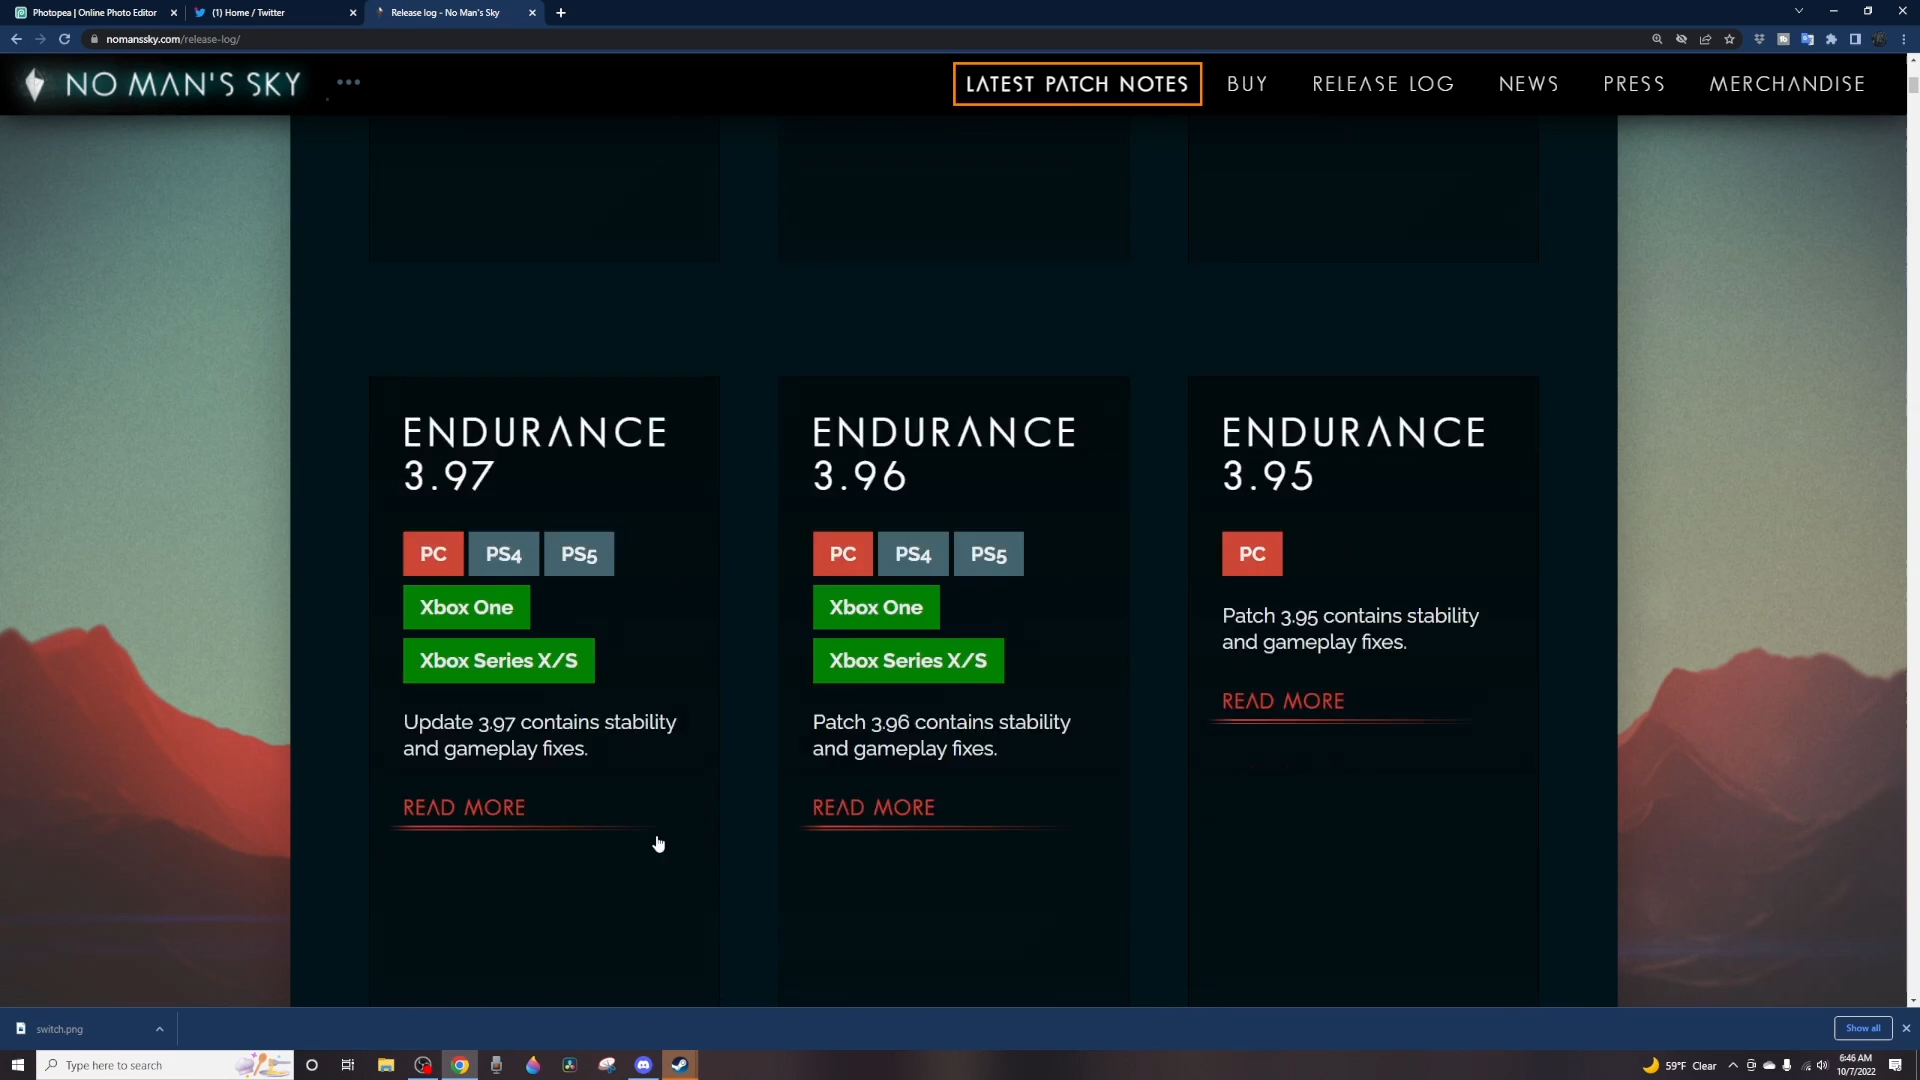 Photopea | Online Photo Editor
(1) Home / Twitter
Release log - No Man's Sky
nomanssky.com/release-log/
NO MAN'S SKY
LATEST PATCH NOTES
BUY
RELEASE LOG
NEWS
PRESS
MERCHANDISE
ENDURANCE
3.97
PC PS4 PS5
Xbox One
Xbox Series X/S
Update 3.97 contains stability
and gameplay fixes.
READ MORE
ENDURANCE
3.96
PC PS4 PS5
Xbox One
Xbox Series X/S
Patch 3.96 contains stability
and gameplay fixes.
READ MORE
ENDURANCE
3.95
PC
Patch 3.95 contains stability
and gameplay fixes.
READ MORE
switch.png
Show all
Type here to search
59°F Clear
6:46 AM
10/7/2022